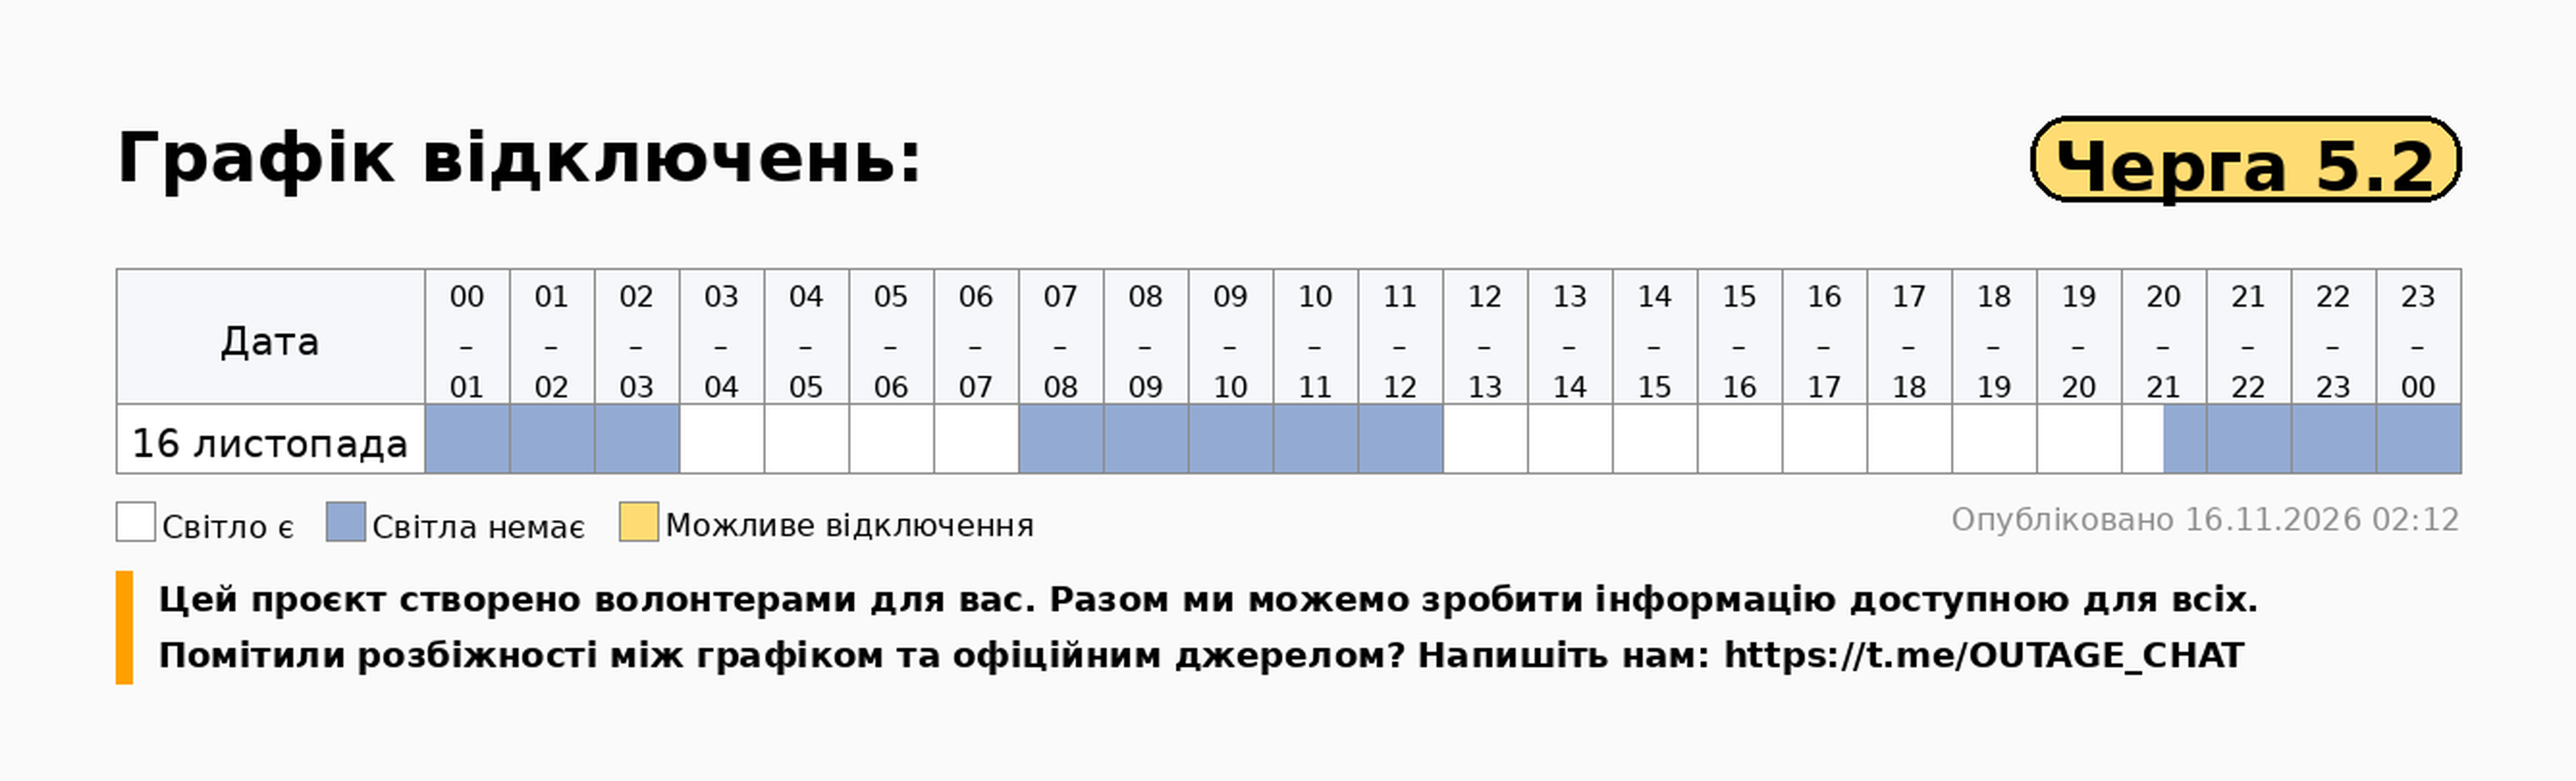 Графік відключень:
Черга 5.2
Дата
00 – 01
01 – 02
02 – 03
03 – 04
04 – 05
05 – 06
06 – 07
07 – 08
08 – 09
09 – 10
10 – 11
11 – 12
12 – 13
13 – 14
14 – 15
15 – 16
16 – 17
17 – 18
18 – 19
19 – 20
20 – 21
21 – 22
22 – 23
23 – 00
16 листопада
Світло є
Світла немає
Можливе відключення
Опубліковано 16.11.2026 02:12
Цей проєкт створено волонтерами для вас. Разом ми можемо зробити інформацію доступною для всіх.
Помітили розбіжності між графіком та офіційним джерелом? Напишіть нам: https://t.me/OUTAGE_CHAT